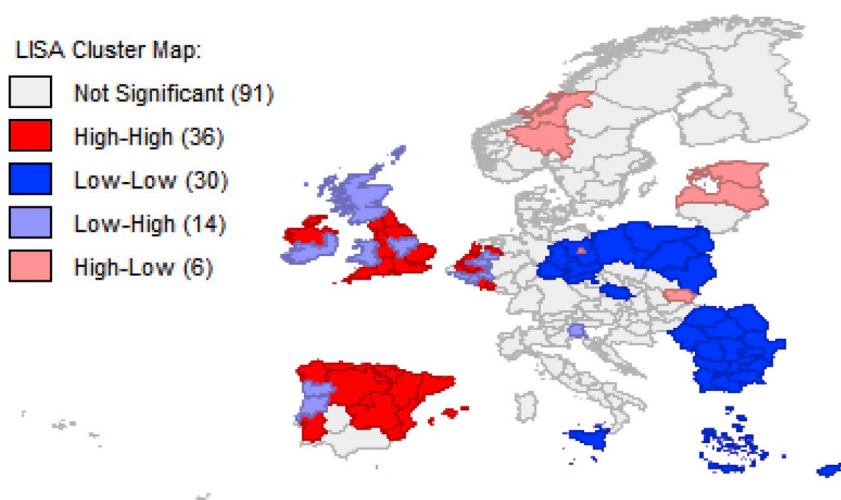 LISA Cluster Map:
Not Significant (91)
High-High (36)
Low-Low (30)
Low-High (14)
High-Low (6)